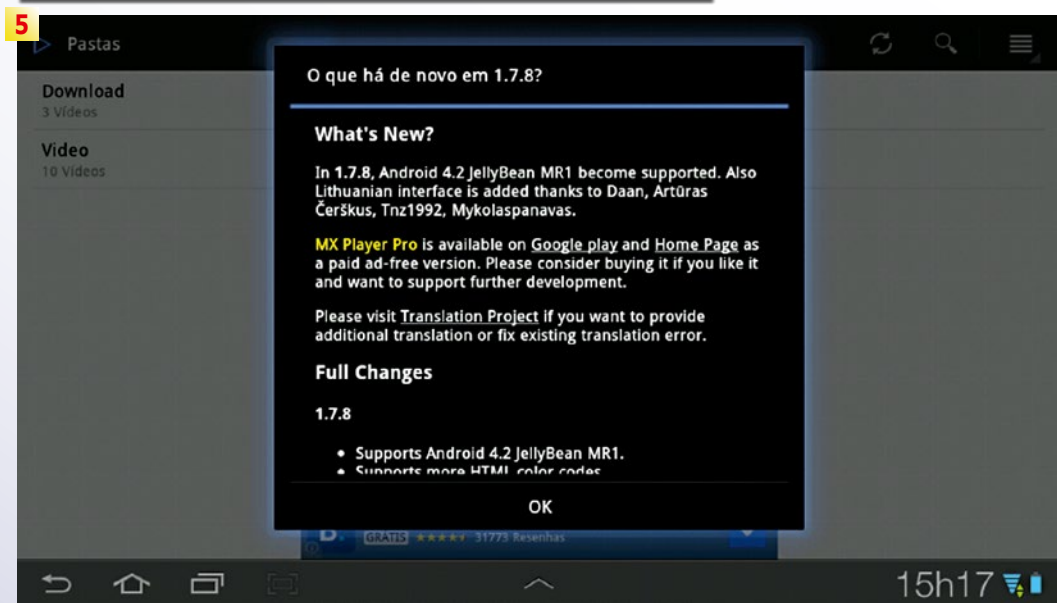 5
Pastas
Download
3 Vídeos
Video
10 Vídeos
O que há de novo em 1.7.8?
What's New?
In 1.7.8, Android 4.2 JellyBean MR1 become supported. Also
Lithuanian interface is added thanks to Daan, Artūras
Čerškus, Tnz1992, Mykolaspanavas.
MX Player Pro is available on Google play and Home Page as
a paid ad-free version. Please consider buying it if you like it
and want to support further development.
Please visit Translation Project if you want to provide
additional translation or fix existing translation error.
Full Changes
1.7.8
• Supports Android 4.2 JellyBean MR1.
• Supports more HTML color codes
OK
GRÁTIS 31773 Resenhas
15h17